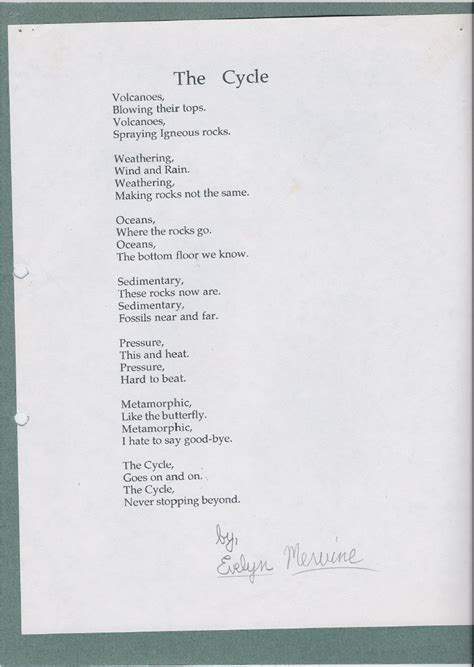 The Cycle
Volcanoes,
Blowing their tops.
Volcanoes,
Spraying Igneous rocks.
Weathering,
Wind and Rain.
Weathering,
Making rocks not the same.
Oceans,
Where the rocks go.
Oceans,
The bottom floor we know.
Sedimentary,
These rocks now are.
Sedimentary,
Fossils near and far.
Pressure,
This and heat.
Pressure,
Hard to beat.
Metamorphic,
Like the butterfly.
Metamorphic,
I hate to say good-bye.
The Cycle,
Goes on and on.
The Cycle,
Never stopping beyond.
by,
Evelyn Mervine